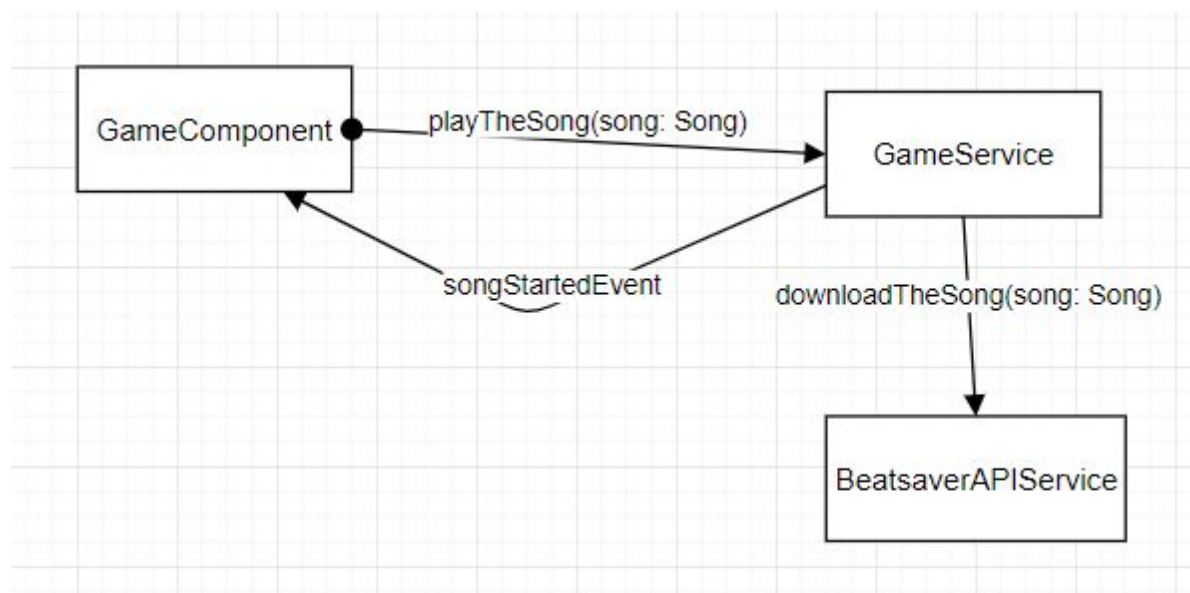 GameComponent
playTheSong(song: Song)
GameService
songStartedEvent
downloadTheSong(song: Song)
BeatsaverAPIService